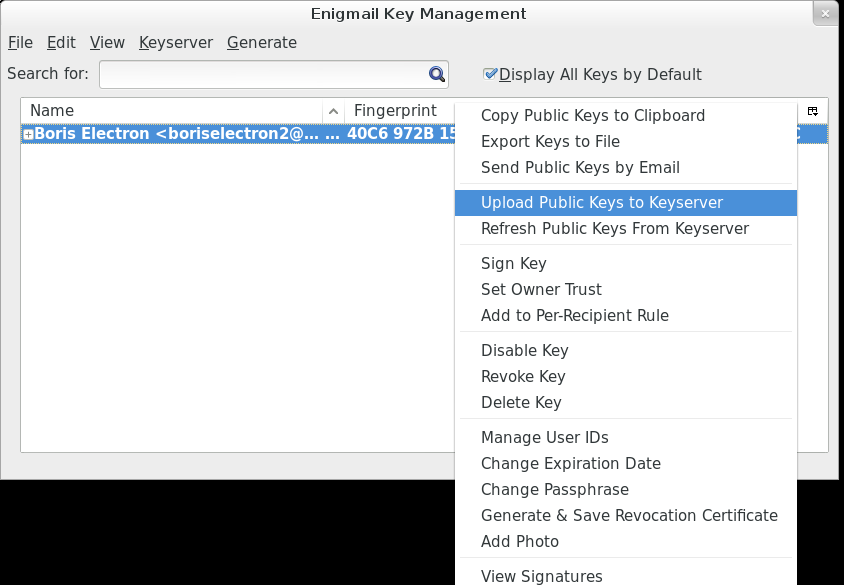 Enigmail Key Management
File Edit View Keyserver Generate
Search for: Display All Keys by Default
Name Fingerprint
Boris Electron <boriselectron2@... ... 40C6 972B 15
Copy Public Keys to Clipboard
Export Keys to File
Send Public Keys by Email
Upload Public Keys to Keyserver
Refresh Public Keys From Keyserver
Sign Key
Set Owner Trust
Add to Per-Recipient Rule
Disable Key
Revoke Key
Delete Key
Manage User IDs
Change Expiration Date
Change Passphrase
Generate & Save Revocation Certificate
Add Photo
View Signatures